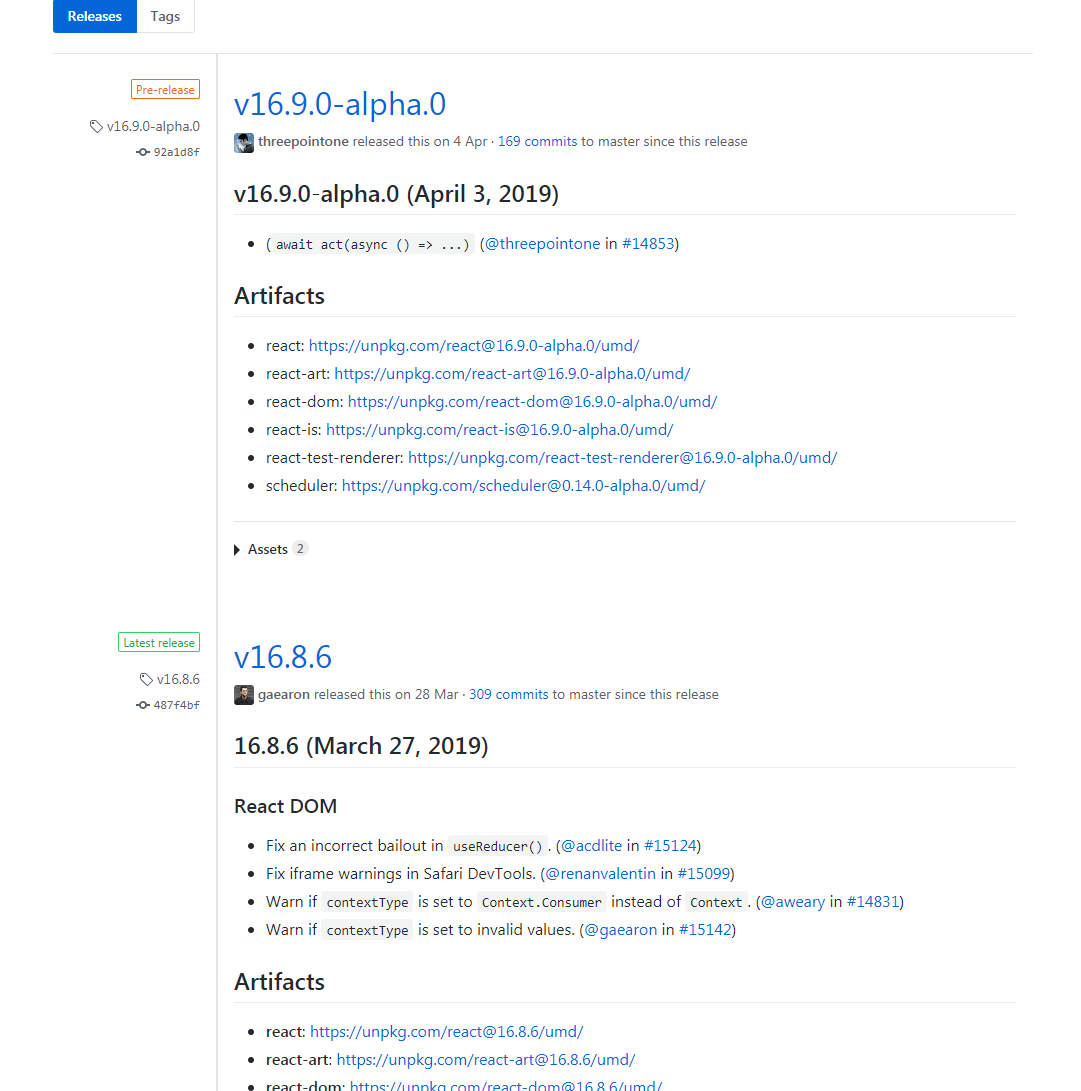 Releases Tags
Pre-release
v16.9.0-alpha.0
92a1d8f
v16.9.0-alpha.0
threepointone released this on 4 Apr · 169 commits to master since this release
v16.9.0-alpha.0 (April 3, 2019)
• ( await act(async () => ...) (@threepointone in #14853)
Artifacts
• react: https://unpkg.com/react@16.9.0-alpha.0/umd/
• react-art: https://unpkg.com/react-art@16.9.0-alpha.0/umd/
• react-dom: https://unpkg.com/react-dom@16.9.0-alpha.0/umd/
• react-is: https://unpkg.com/react-is@16.9.0-alpha.0/umd/
• react-test-renderer: https://unpkg.com/react-test-renderer@16.9.0-alpha.0/umd/
• scheduler: https://unpkg.com/scheduler@0.14.0-alpha.0/umd/
Assets 2
Latest release
v16.8.6
487f4bf
v16.8.6
gaearon released this on 28 Mar · 309 commits to master since this release
16.8.6 (March 27, 2019)
React DOM
• Fix an incorrect bailout in useReducer() . (@acdlite in #15124)
• Fix iframe warnings in Safari DevTools. (@renanvalentin in #15099)
• Warn if contextType is set to Context.Consumer instead of Context . (@aweary in #14831)
• Warn if contextType is set to invalid values. (@gaearon in #15142)
Artifacts
• react: https://unpkg.com/react@16.8.6/umd/
• react-art: https://unpkg.com/react-art@16.8.6/umd/
• react-dom: https://unpkg.com/react-dom@16.8.6/umd/